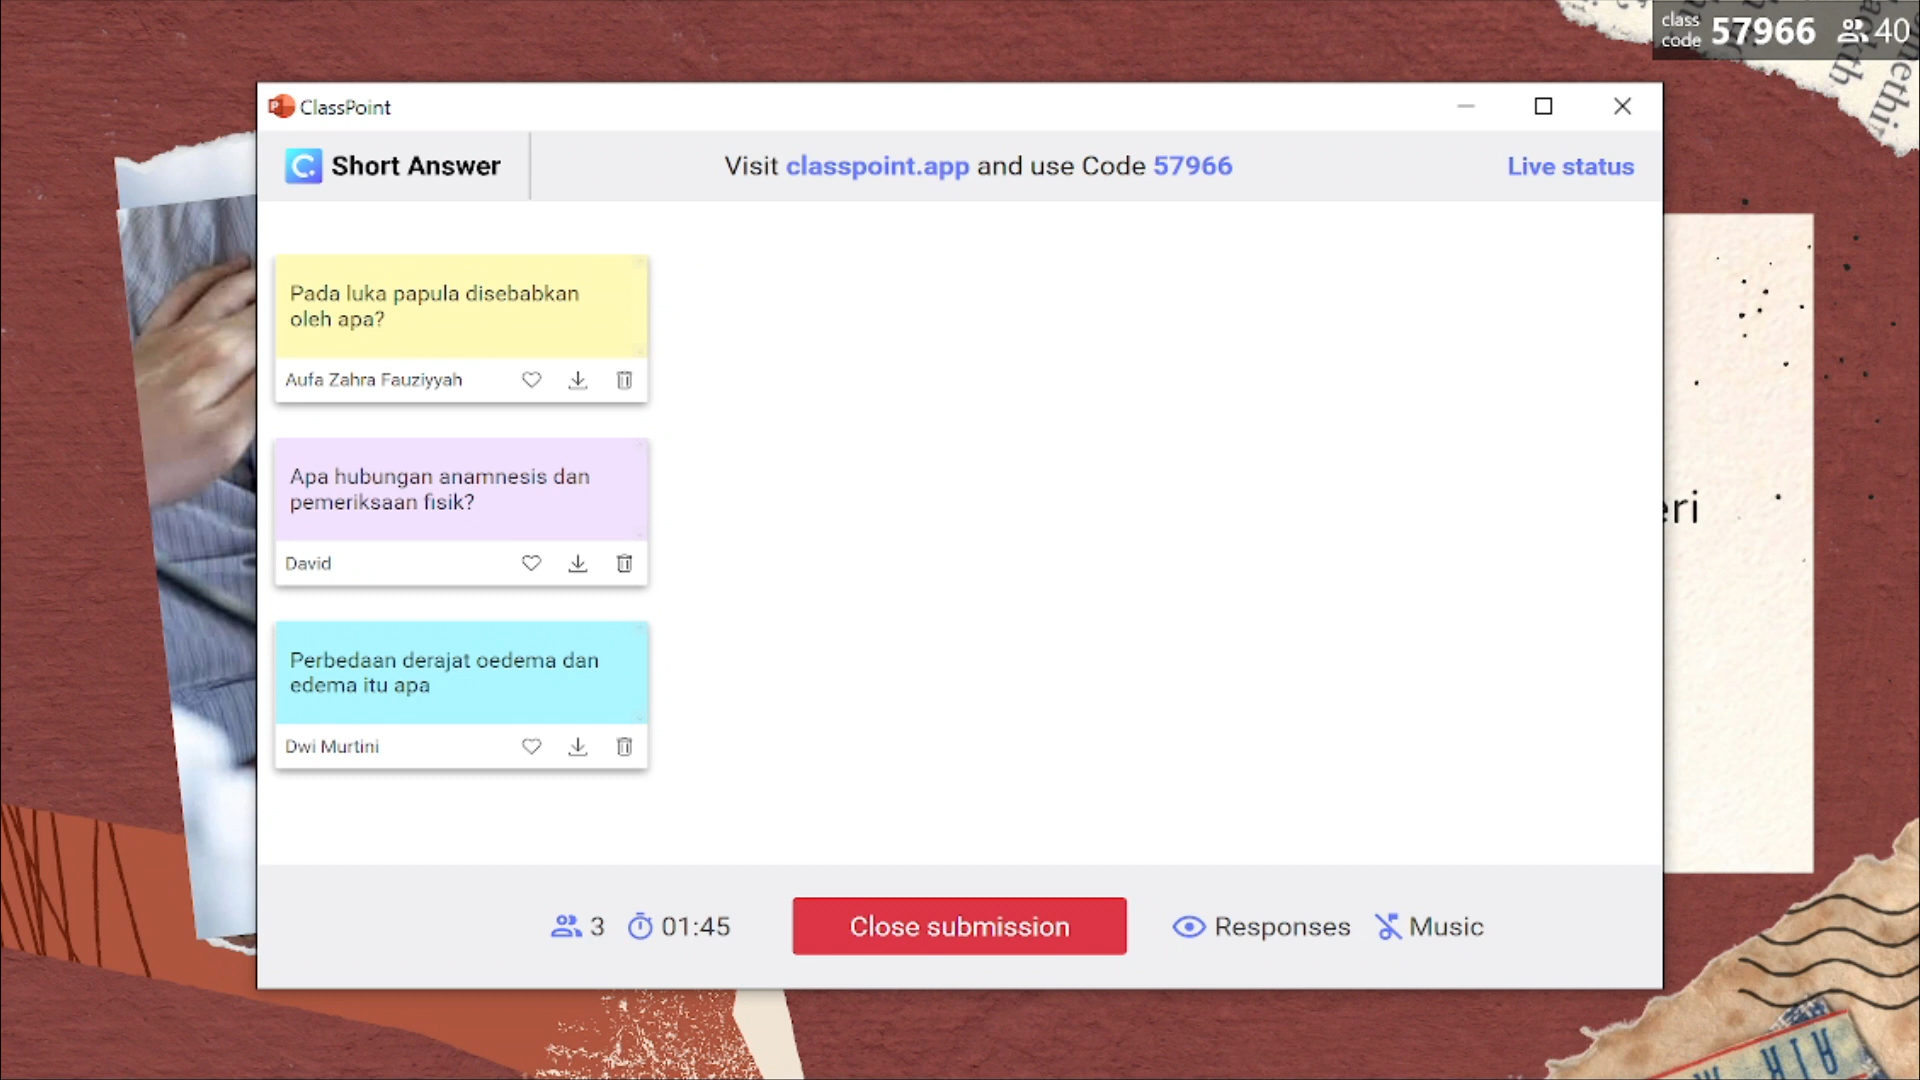 class
code 57966 40
ClassPoint
Short Answer
Visit classpoint.app and use Code 57966
Live status
Pada luka papula disebabkan
oleh apa?
Aufa Zahra Fauziyyah
Apa hubungan anamnesis dan
pemeriksaan fisik?
David
Perbedaan derajat oedema dan
edema itu apa
Dwi Murtini
eri
3 01:45
Close submission
Responses
Music